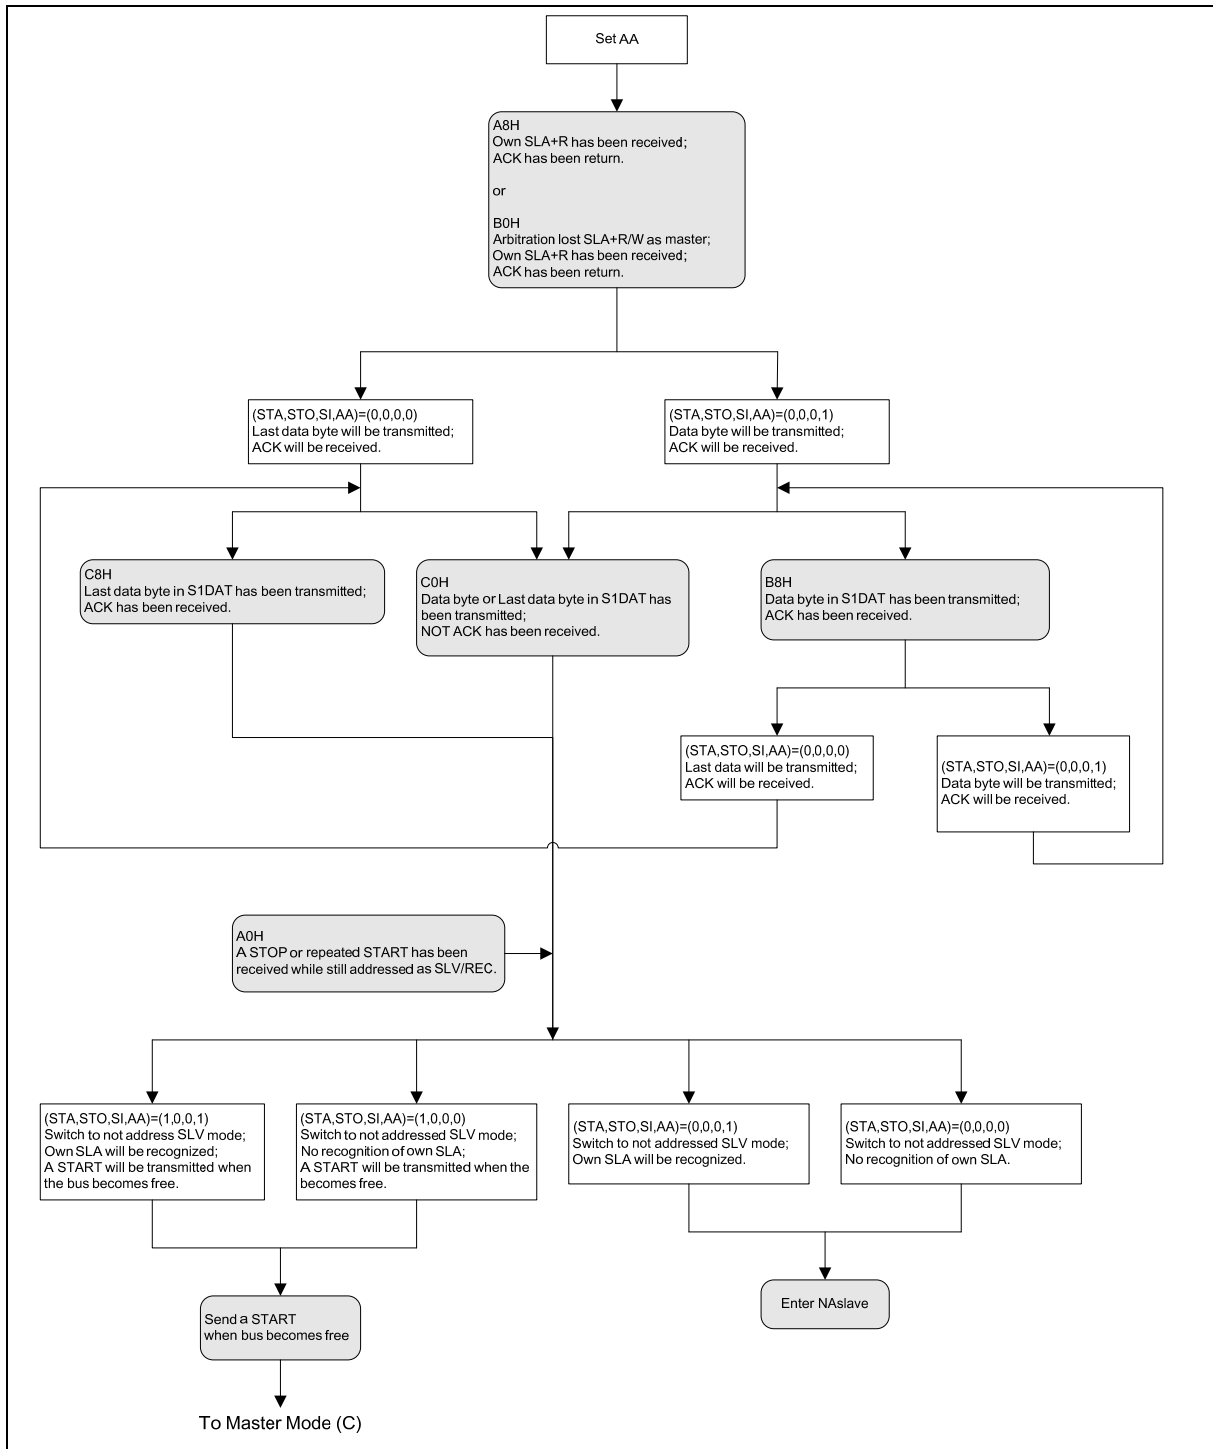 Set AA
A8H
Own SLA+R has been received;
ACK has been return.
or
B0H
Arbitration lost SLA+R/W as master;
Own SLA+R has been received;
ACK has been return.
(STA,STO,SI,AA)=(0,0,0,0)
Last data byte will be transmitted;
ACK will be received.
(STA,STO,SI,AA)=(0,0,0,1)
Data byte will be transmitted;
ACK will be received.
C8H
Last data byte in S1DAT has been transmitted;
ACK has been received.
C0H
Data byte or Last data byte in S1DAT has
been transmitted;
NOT ACK has been received.
B8H
Data byte in S1DAT has been transmitted;
ACK has been received.
(STA,STO,SI,AA)=(0,0,0,0)
Last data will be transmitted;
ACK will be received.
(STA,STO,SI,AA)=(0,0,0,1)
Data byte will be transmitted;
ACK will be received.
A0H
A STOP or repeated START has been
received while still addressed as SLV/REC.
(STA,STO,SI,AA)=(1,0,0,1)
Switch to not address SLV mode;
Own SLA will be recognized;
A START will be transmitted when
the bus becomes free.
(STA,STO,SI,AA)=(1,0,0,0)
Switch to not addressed SLV mode;
No recognition of own SLA;
A START will be transmitted when the
becomes free.
(STA,STO,SI,AA)=(0,0,0,1)
Switch to not addressed SLV mode;
Own SLA will be recognized.
(STA,STO,SI,AA)=(0,0,0,0)
Switch to not addressed SLV mode;
No recognition of own SLA.
Send a START
when bus becomes free
Enter NAslave
To Master Mode (C)